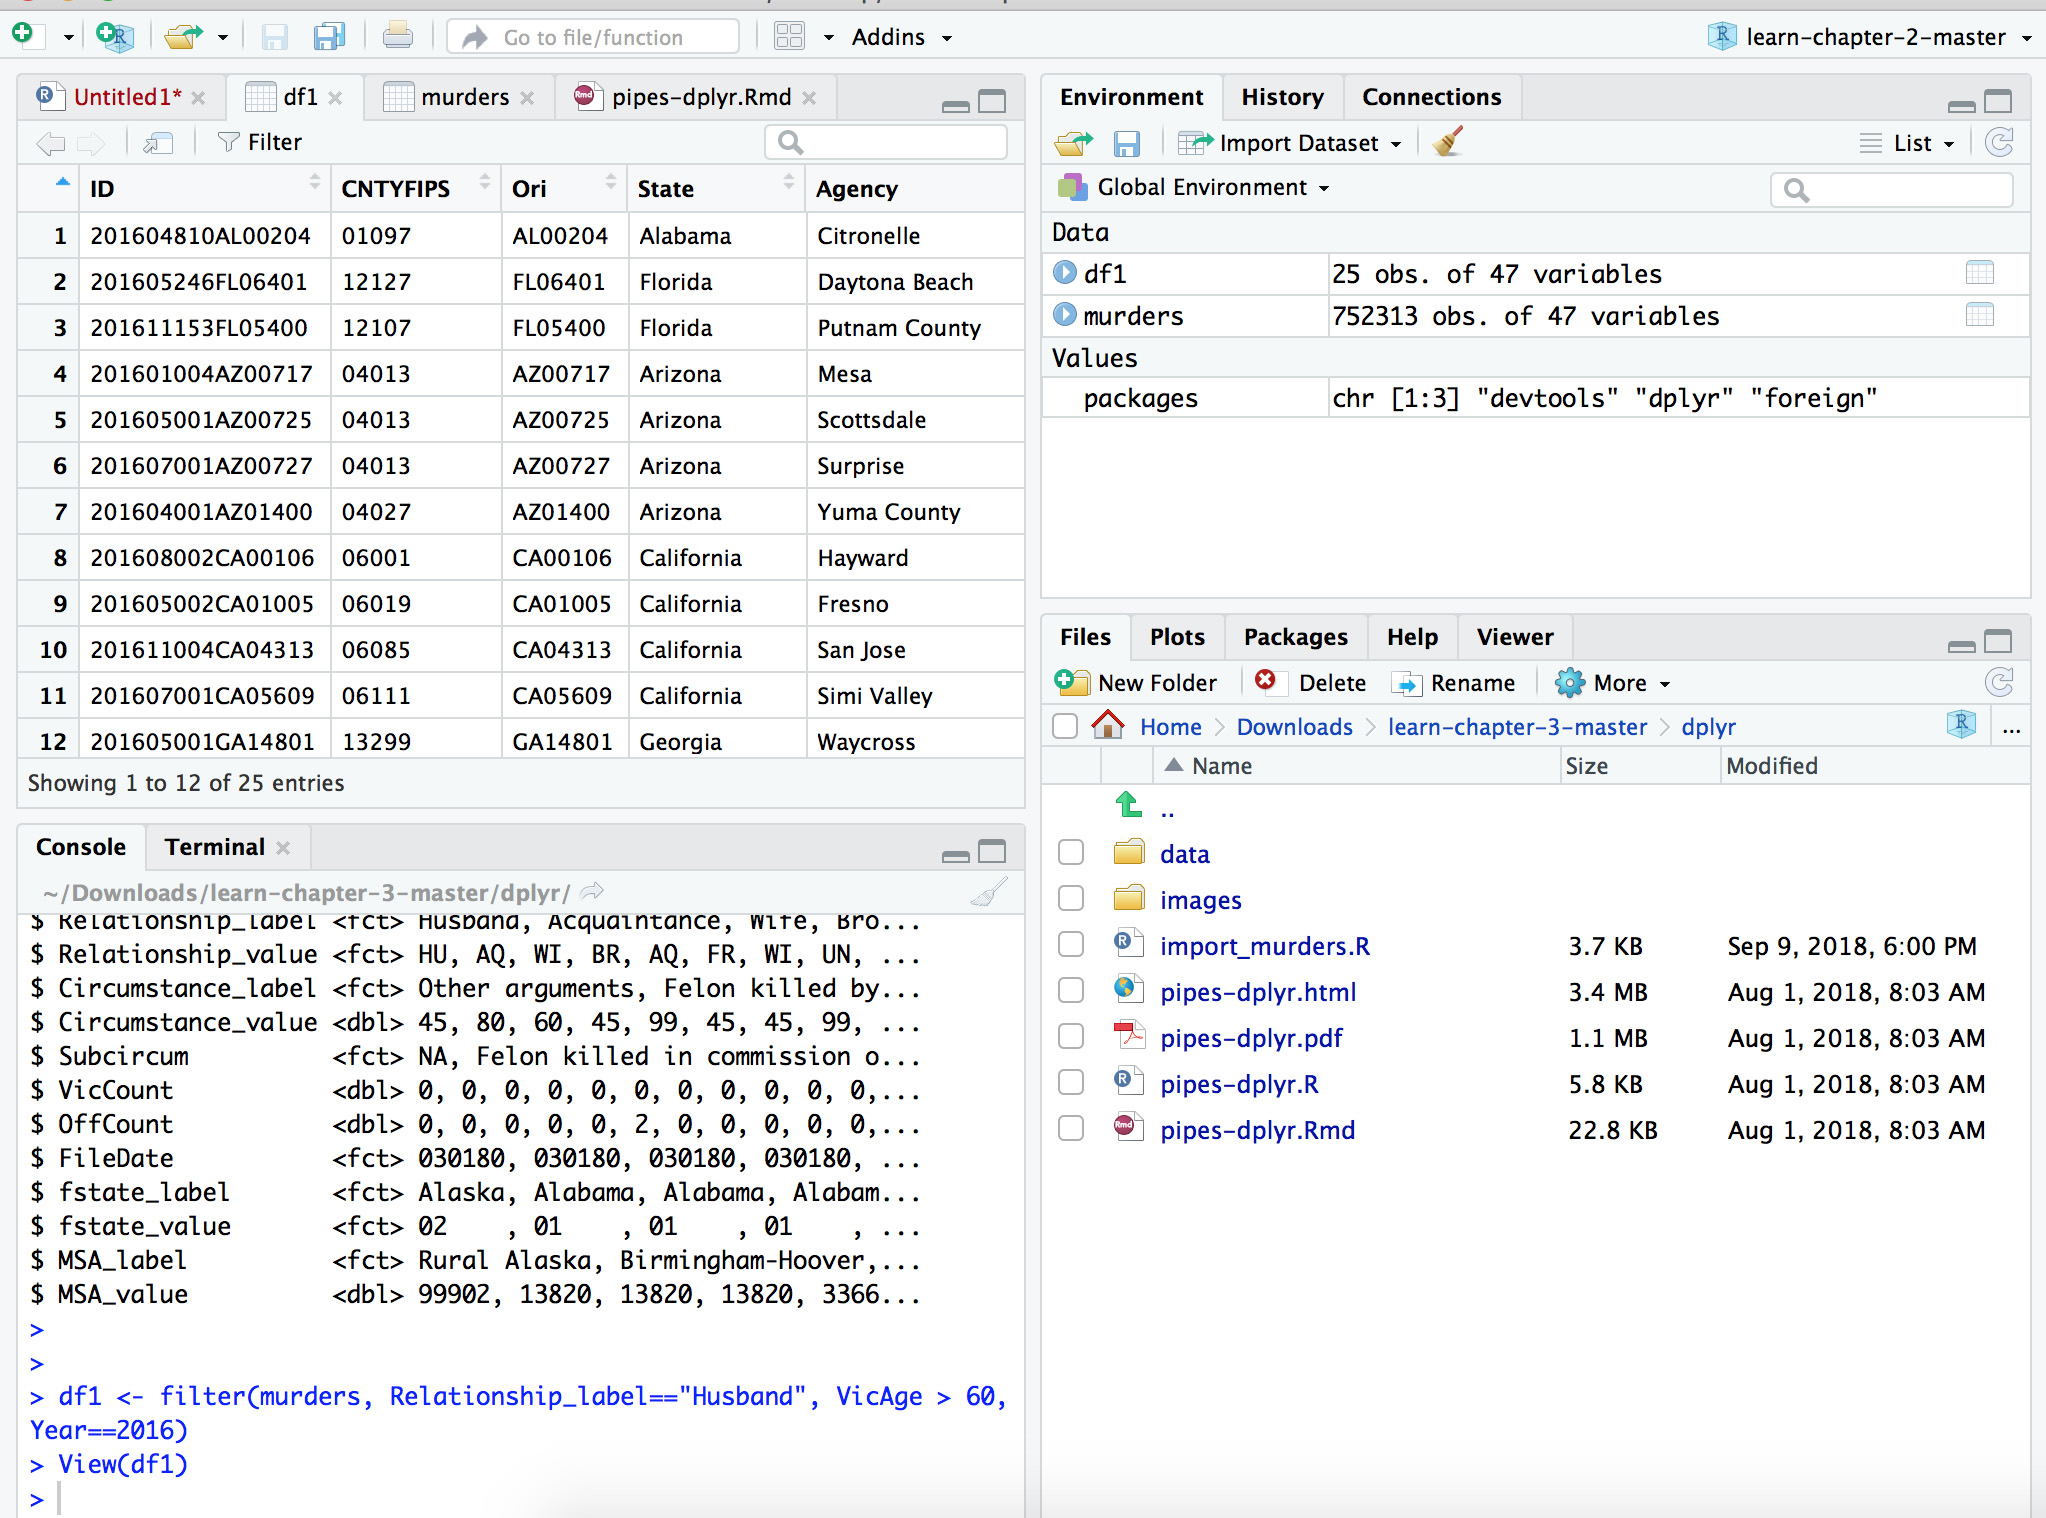 Go to file/function
Addins
learn-chapter-2-master
Untitled1*
df1
murders
pipes-dplyr.Rmd
Filter
ID CNTYFIPS Ori State Agency
1 201604810AL00204 01097 AL00204 Alabama Citronelle
2 201605246FL06401 12127 FL06401 Florida Daytona Beach
3 201611153FL05400 12107 FL05400 Florida Putnam County
4 201601004AZ00717 04013 AZ00717 Arizona Mesa
5 201605001AZ00725 04013 AZ00725 Arizona Scottsdale
6 201607001AZ00727 04013 AZ00727 Arizona Surprise
7 201604001AZ01400 04027 AZ01400 Arizona Yuma County
8 201608002CA00106 06001 CA00106 California Hayward
9 201605002CA01005 06019 CA01005 California Fresno
10 201611004CA04313 06085 CA04313 California San Jose
11 201607001CA05609 06111 CA05609 California Simi Valley
12 201605001GA14801 13299 GA14801 Georgia Waycross
Showing 1 to 12 of 25 entries
Console Terminal
~/Downloads/learn-chapter-3-master/dplyr/
$ Relationship_label <fct> Husband, Acquaintance, Wife, Bro...
$ Relationship_value <fct> HU, AQ, WI, BR, AQ, FR, WI, UN, ...
$ Circumstance_label <fct> Other arguments, Felon killed by...
$ Circumstance_value <dbl> 45, 80, 60, 45, 99, 45, 45, 99, ...
$ Subcircum <fct> NA, Felon killed in commission o...
$ VicCount <dbl> 0, 0, 0, 0, 0, 0, 0, 0, 0, 0, 0,...
$ OffCount <dbl> 0, 0, 0, 0, 0, 2, 0, 0, 0, 0, 0,...
$ FileDate <fct> 030180, 030180, 030180, 030180, ...
$ fstate_label <fct> Alaska, Alabama, Alabama, Alabam...
$ fstate_value <fct> 02 , 01 , 01 , 01 , ...
$ MSA_label <fct> Rural Alaska, Birmingham-Hoover,...
$ MSA_value <dbl> 99902, 13820, 13820, 13820, 3366...
>
>
> df1 <- filter(murders, Relationship_label=="Husband", VicAge > 60,
Year==2016)
> View(df1)
>
Environment History Connections
Import Dataset List
Global Environment
Data
df1 25 obs. of 47 variables
murders 752313 obs. of 47 variables
Values
packages chr [1:3] "devtools" "dplyr" "foreign"
Files Plots Packages Help Viewer
New Folder Delete Rename More
R
Home Downloads learn-chapter-3-master dplyr ...
Name Size Modified
..
data
images
import_murders.R 3.7 KB Sep 9, 2018, 6:00 PM
pipes-dplyr.html 3.4 MB Aug 1, 2018, 8:03 AM
pipes-dplyr.pdf 1.1 MB Aug 1, 2018, 8:03 AM
pipes-dplyr.R 5.8 KB Aug 1, 2018, 8:03 AM
pipes-dplyr.Rmd 22.8 KB Aug 1, 2018, 8:03 AM